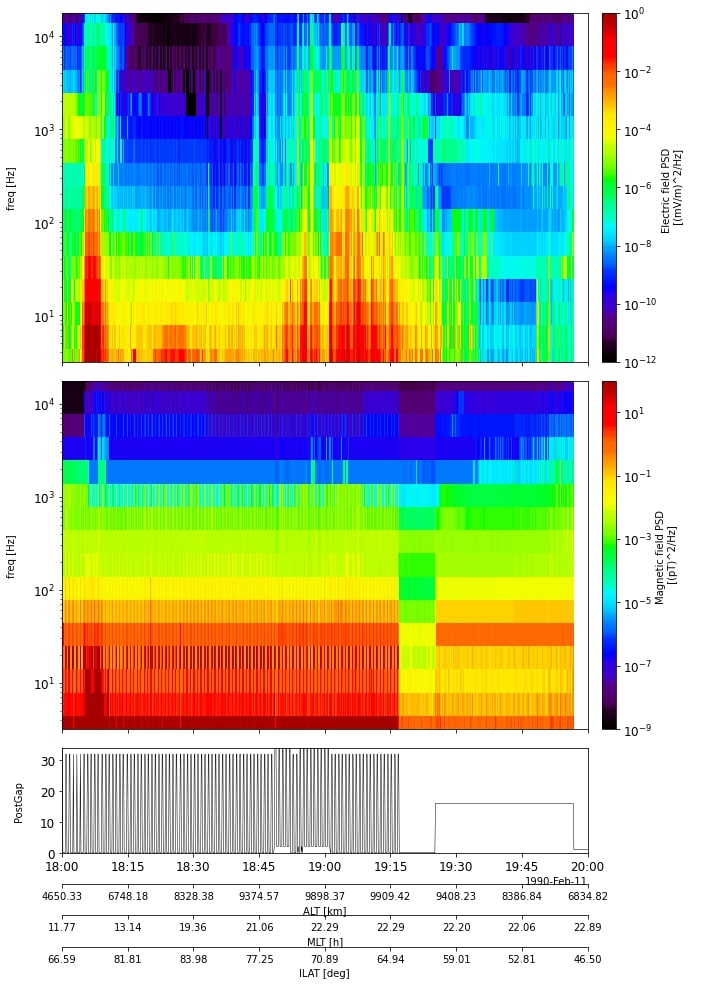 10^4
10^3
10^2
10^1
freq [Hz]
10^0
10^-2
10^-4
10^-6
10^-8
10^-10
10^-12
Electric field PSD
[(mV/m)^2/Hz]
10^4
10^3
10^2
10^1
freq [Hz]
10^1
10^-1
10^-3
10^-5
10^-7
10^-9
Magnetic field PSD
[(pT)^2/Hz]
30
20
10
0
PostGap
18:00 18:15 18:30 18:45 19:00 19:15 19:30 19:45 20:00
1990-Feb-11
4650.33 6748.18 8328.38 9374.57 9898.37 9909.42 9408.23 8386.84 6834.82
ALT [km]
11.77 13.14 19.36 21.06 22.29 22.29 22.20 22.06 22.89
MLT [h]
66.59 81.81 83.98 77.25 70.89 64.94 59.01 52.81 46.50
ILAT [deg]